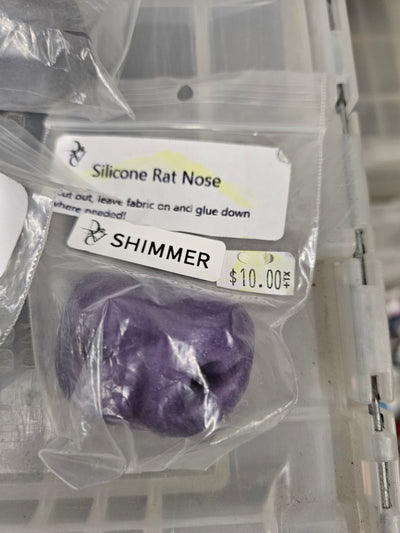 Silicone Rat Nose
cut out, leave fabric on and glue down
where needed!
SHIMMER
$10.00
+TX